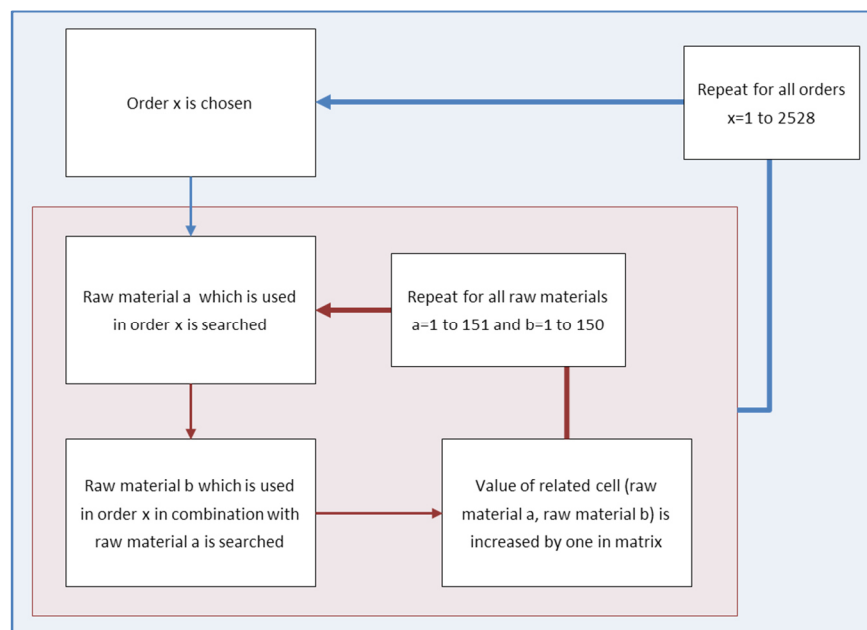 Order x is chosen
Repeat for all orders
x=1 to 2528
Raw material a which is used
in order x is searched
Repeat for all raw materials
a=1 to 151 and b=1 to 150
Raw material b which is used
in order x in combination with
raw material a is searched
Value of related cell (raw
material a, raw material b) is
increased by one in matrix